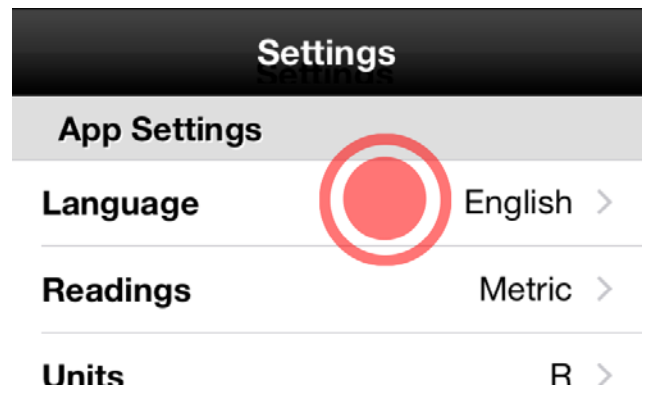 Settings
App Settings
Language English
Readings Metric
Units R